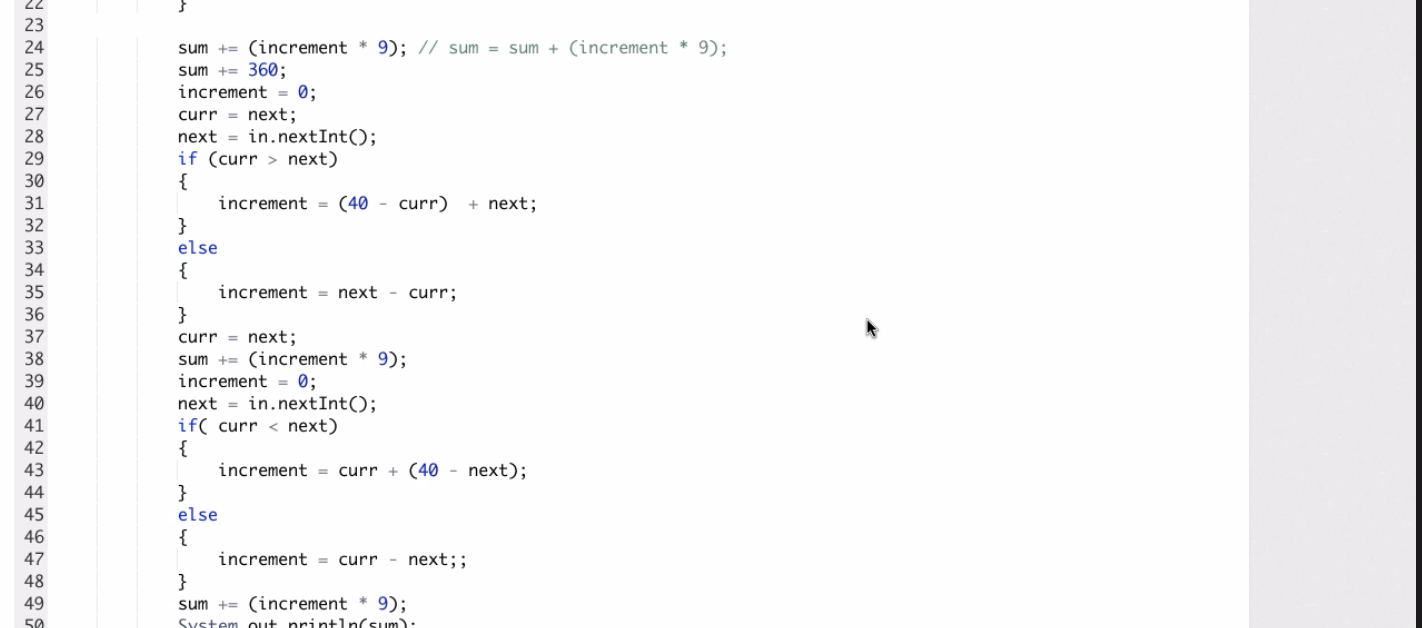 22 }
23
24 sum += (increment * 9); // sum = sum + (increment * 9);
25 sum += 360;
26 increment = 0;
27 curr = next;
28 next = in.nextInt();
29 if (curr > next)
30 {
31 increment = (40 - curr)  + next;
32 }
33 else
34 {
35 increment = next - curr;
36 }
37 curr = next;
38 sum += (increment * 9);
39 increment = 0;
40 next = in.nextInt();
41 if( curr < next)
42 {
43 increment = curr + (40 - next);
44 }
45 else
46 {
47 increment = curr - next;;
48 }
49 sum += (increment * 9);
50 System.out.println(sum);